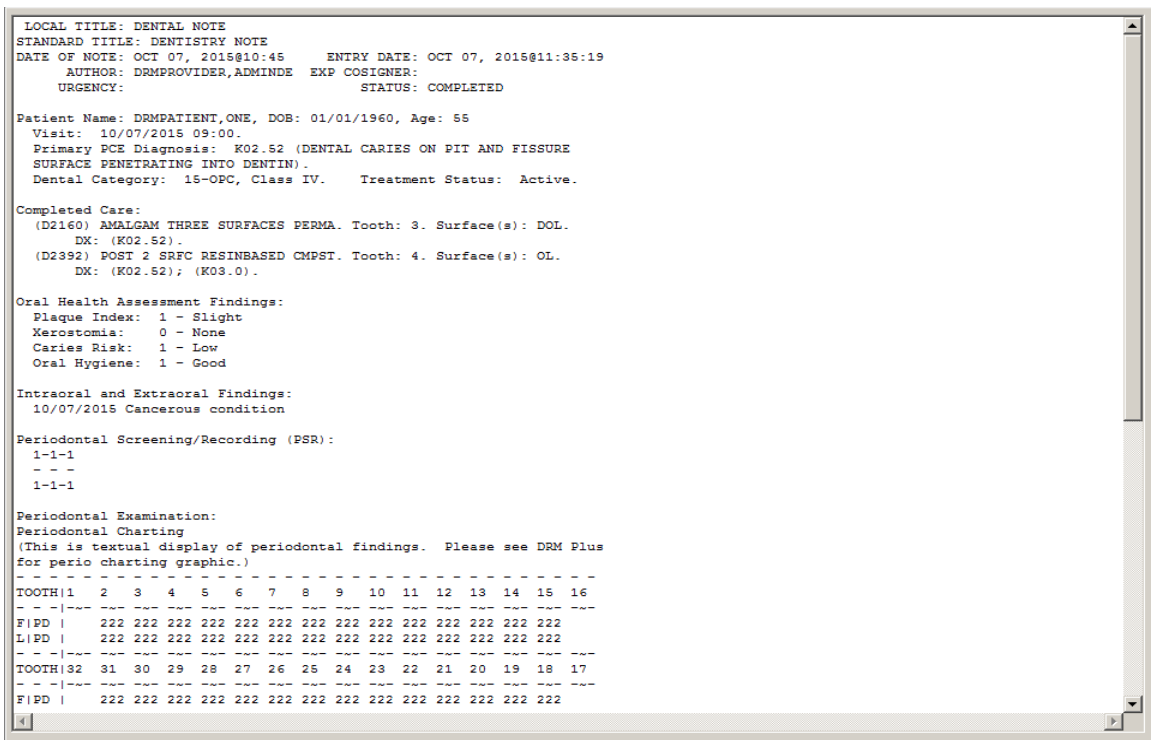 LOCAL TITLE: DENTAL NOTE
STANDARD TITLE: DENTISTRY NOTE
DATE OF NOTE: OCT 07, 2015@10:45     ENTRY DATE: OCT 07, 2015@11:35:19
      AUTHOR: DRMPROVIDER,ADMINDE   EXP COSIGNER:
     URGENCY:                            STATUS: COMPLETED

Patient Name: DRMPATIENT,ONE, DOB: 01/01/1960, Age: 55
  Visit:  10/07/2015 09:00.
  Primary PCE Diagnosis:  K02.52 (DENTAL CARIES ON PIT AND FISSURE
  SURFACE PENETRATING INTO DENTIN).
  Dental Category:  15-OPC, Class IV.    Treatment Status:  Active.

Completed Care:
  (D2160) AMALGAM THREE SURFACES PERMA. Tooth: 3. Surface(s): DOL.
       DX: (K02.52).
  (D2392) POST 2 SRFC RESINBASED CMPST. Tooth: 4. Surface(s): OL.
       DX: (K02.52); (K03.0).

Oral Health Assessment Findings:
  Plaque Index:  1 - Slight
  Xerostomia:    0 - None
  Caries Risk:   1 - Low
  Oral Hygiene:  1 - Good

Intraoral and Extraoral Findings:
  10/07/2015 Cancerous condition

Periodontal Screening/Recording (PSR):
  1-1-1
  - - -
  1-1-1

Periodontal Examination:
Periodontal Charting
(This is textual display of periodontal findings.  Please see DRM Plus
for perio charting graphic.)
- - - - - - - - - - - - - - - - - - - - - - - - - - - - - - - - - - -
TOOTH|1   2   3   4   5   6   7   8   9   10  11  12  13  14  15  16
- - -|-~- -~- -~- -~- -~- -~- -~- -~- -~- -~- -~- -~- -~- -~- -~- -~-
F|PD |    222 222 222 222 222 222 222 222 222 222 222 222 222 222
L|PD |    222 222 222 222 222 222 222 222 222 222 222 222 222 222
- - -|-~- -~- -~- -~- -~- -~- -~- -~- -~- -~- -~- -~- -~- -~- -~- -~-
TOOTH|32  31  30  29  28  27  26  25  24  23  22  21  20  19  18  17
- - -|-~- -~- -~- -~- -~- -~- -~- -~- -~- -~- -~- -~- -~- -~- -~- -~-
F|PD |    222 222 222 222 222 222 222 222 222 222 222 222 222 222